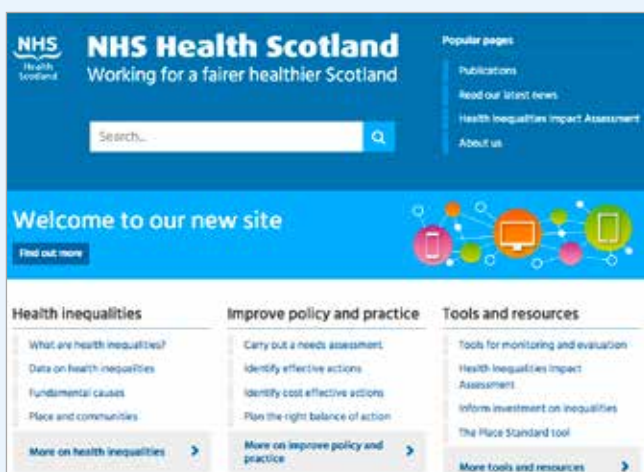 NHS
Health
Scotland
NHS Health Scotland
Working for a fairer healthier Scotland
Search...
Popular pages
Publications
Read our latest news
Health Inequalities Impact Assessment
About us
Welcome to our new site
Find out more
Health inequalities
What are health inequalities?
Data on health inequalities
Fundamental causes
Place and communities
More on health inequalities
Improve policy and practice
Carry out a needs assessment
Identify effective actions
Identify cost effective actions
Plan the right balance of action
More on improve policy and
practice
Tools and resources
Tools for monitoring and evaluation
Health Inequalities Impact
Assessment
Inform investment on inequalities
The Place Standard tool
More tools and resources